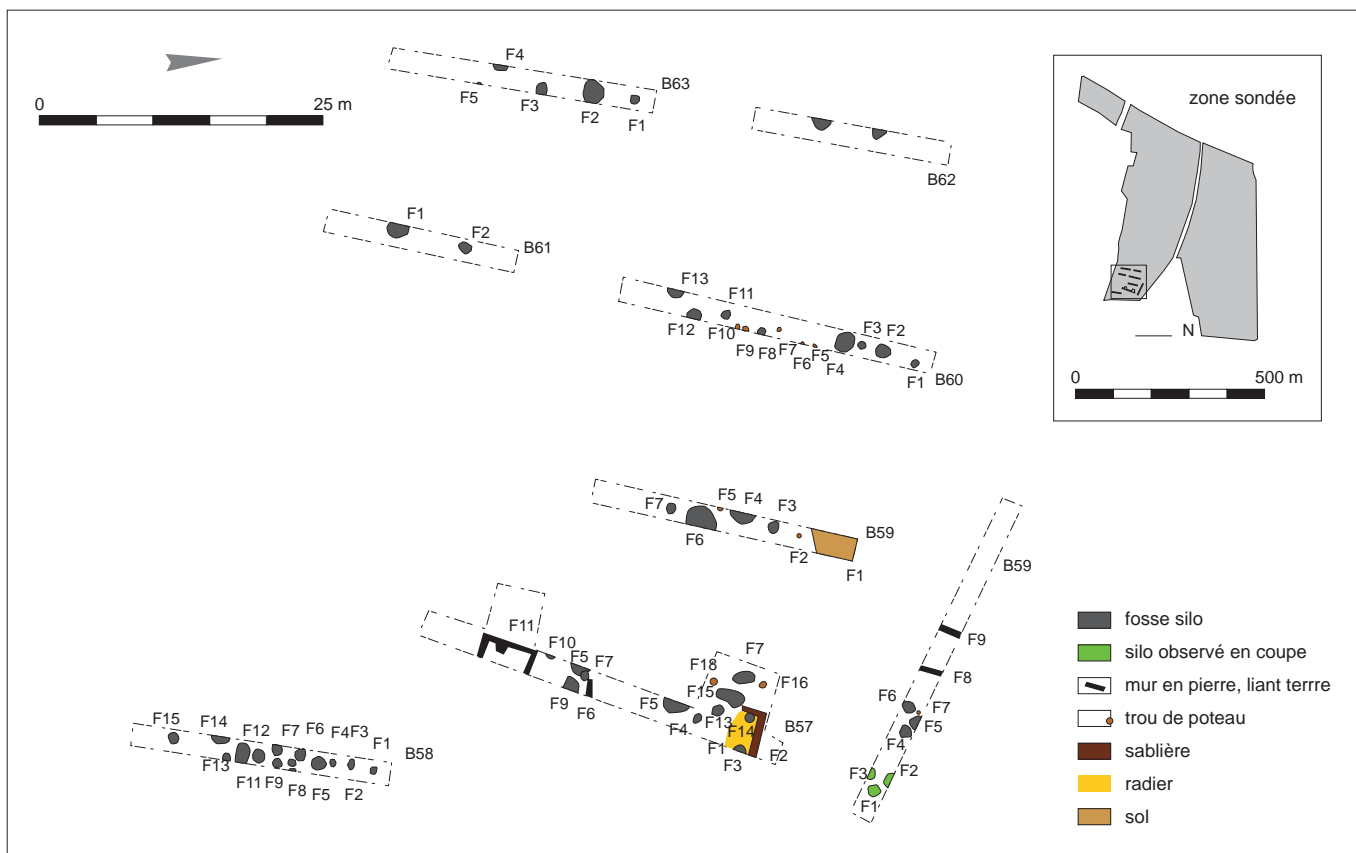 0 25 m
F4
B63
F5 F3 F2 F1
B62
zone sondée
N
0 500 m
F1
F2
B61
F13
F11
F3 F2
F12 F10
F9 F8 F7
F6 F5
F4
F1 B60
F5 F4 F3
F7
B59
F6
F2
F1
B59
F9
F8
F6
F7
F5
F4
F3 F2
F1
F11
F10
F5 F7
F9
F6
F7
F18
F16
F15
F5
F4 F13
F14
B57
F1
F3
F2
F15 F14 F12 F7 F6 F4 F3 F1
B58
F13
F11 F9 F8 F5 F2
fosse silo
silo observé en coupe
mur en pierre, liant terrre
trou de poteau
sablière
radier
sol